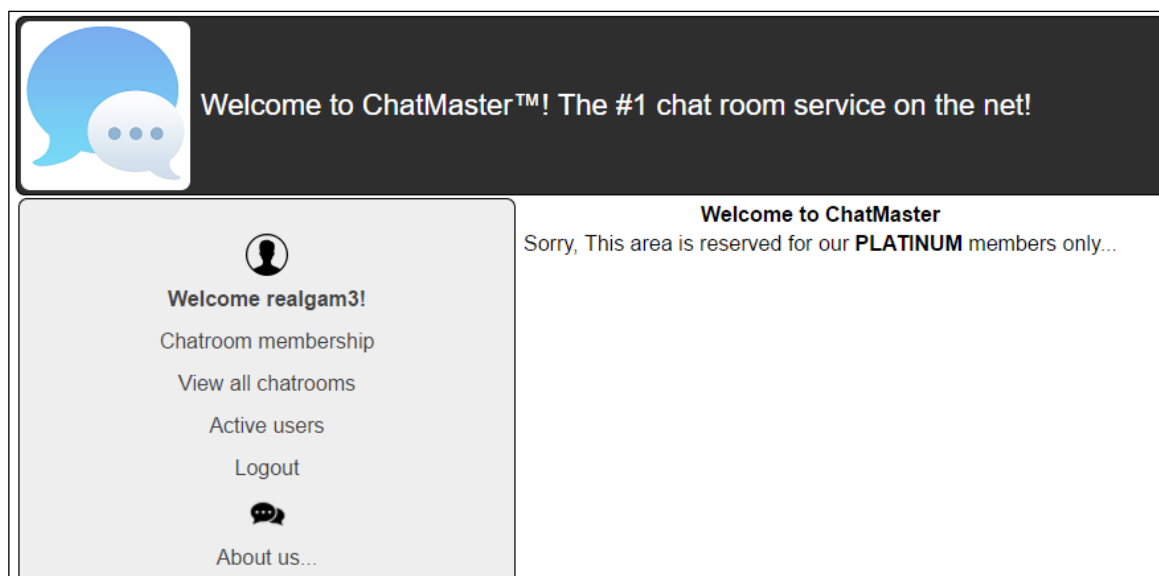 Welcome to ChatMaster™! The #1 chat room service on the net!
Welcome realgam3!
Chatroom membership
View all chatrooms
Active users
Logout
About us...
Welcome to ChatMaster
Sorry, This area is reserved for our PLATINUM members only...